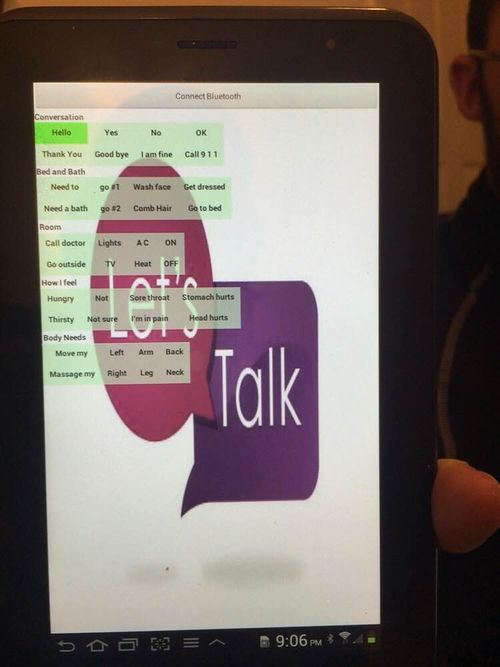 Connect Bluetooth
Conversation
Hello Yes No OK
Thank You Good bye I am fine Call 9 1 1
Bed and Bath
Need to go #1 Wash face Get dressed
Need a bath go #2 Comb Hair Go to bed
Room
Call doctor Lights A C ON
Go outside TV Heat OFF
How I feel
Hungry Not Sore throat Stomach hurts
Thirsty Not sure I'm in pain Head hurts
Body Needs
Move my Left Arm Back
Massage my Right Leg Neck
Let's
Talk
9:06 PM